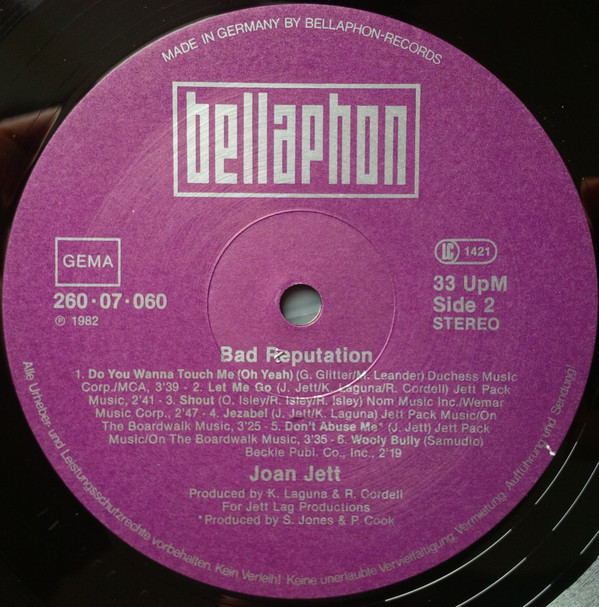 MADE IN GERMANY BY BELLAPHON-RECORDS
bellaphon
GEMA
LC 1421
260·07·060
℗ 1982
33 UpM
Side 2
STEREO
Bad Reputation
1. Do You Wanna Touch Me (Oh Yeah) (G. Glitter/M. Leander) Duchess Music
Corp./MCA, 3'39 - 2. Let Me Go (J. Jett/K. Laguna/R. Cordell) Jett Pack
Music, 2'41 - 3. Shout (O. Isley/R. Isley/R. Isley) Nom Music Inc./Wemar
Music Corp., 2'47 - 4. Jezabel (J. Jett/K. Laguna) Jett Pack Music/On
The Boardwalk Music, 3'25 - 5. Don't Abuse Me* (J. Jett) Jett Pack
Music/On The Boardwalk Music, 3'35 - 6. Wooly Bully (Samudio)
Beckie Publ. Co., Inc., 2'19
Joan Jett
Produced by K. Laguna & R. Cordell
For Jett Lag Productions
*Produced by S. Jones & P. Cook
Alle Urheber- und Leistungsschutzrechte vorbehalten. Kein Verleih! Keine unerlaubte Vervielfältigung, Vermietung, Aufführung und Sendung!